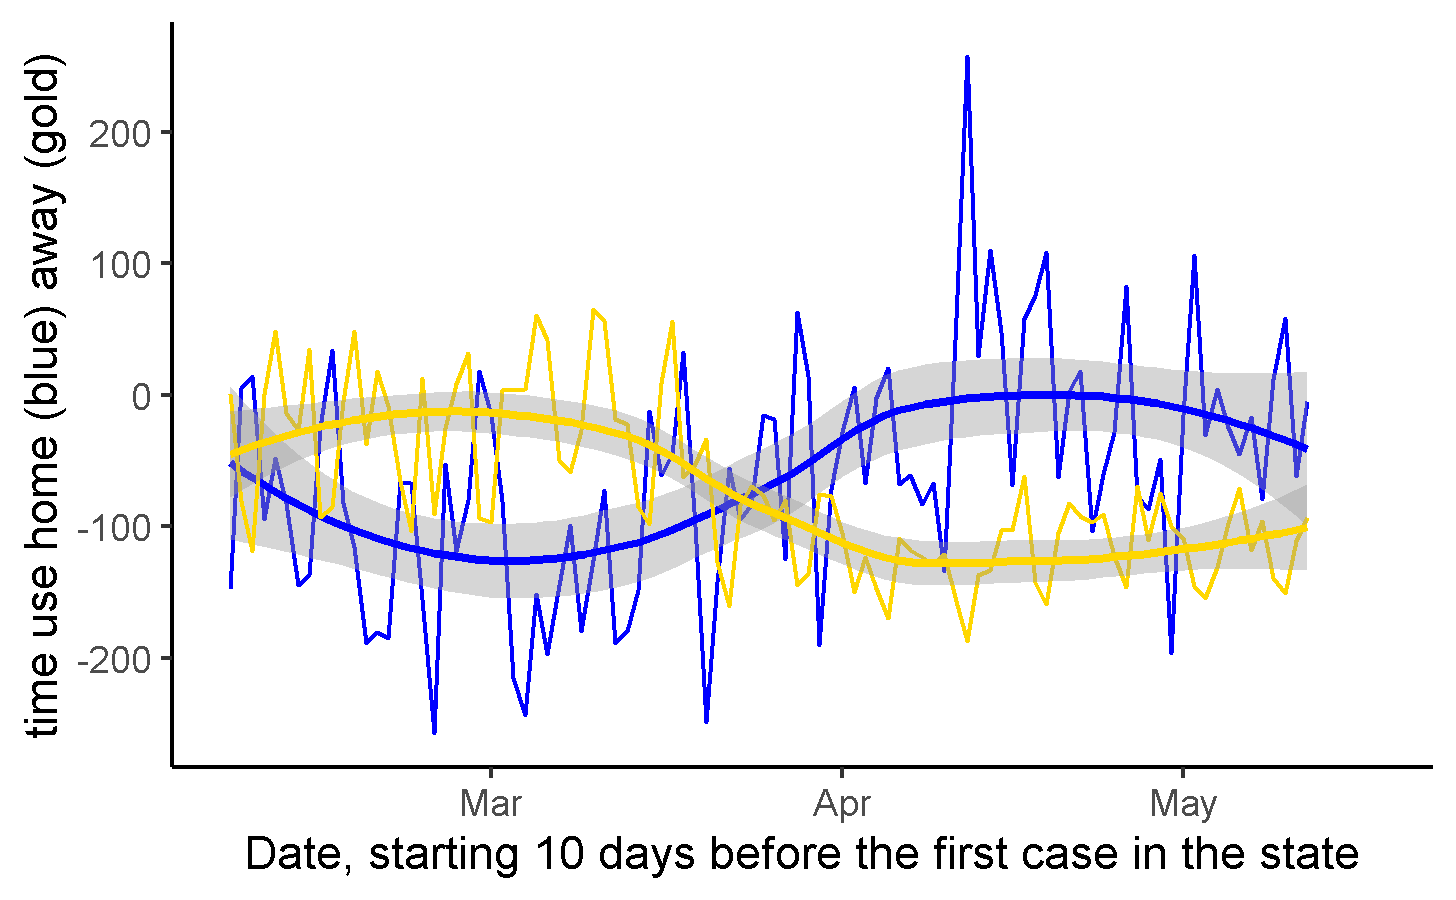 time use home (blue) away (gold)
200
100
0
-100
-200
Mar Apr May
Date, starting 10 days before the first case in the state